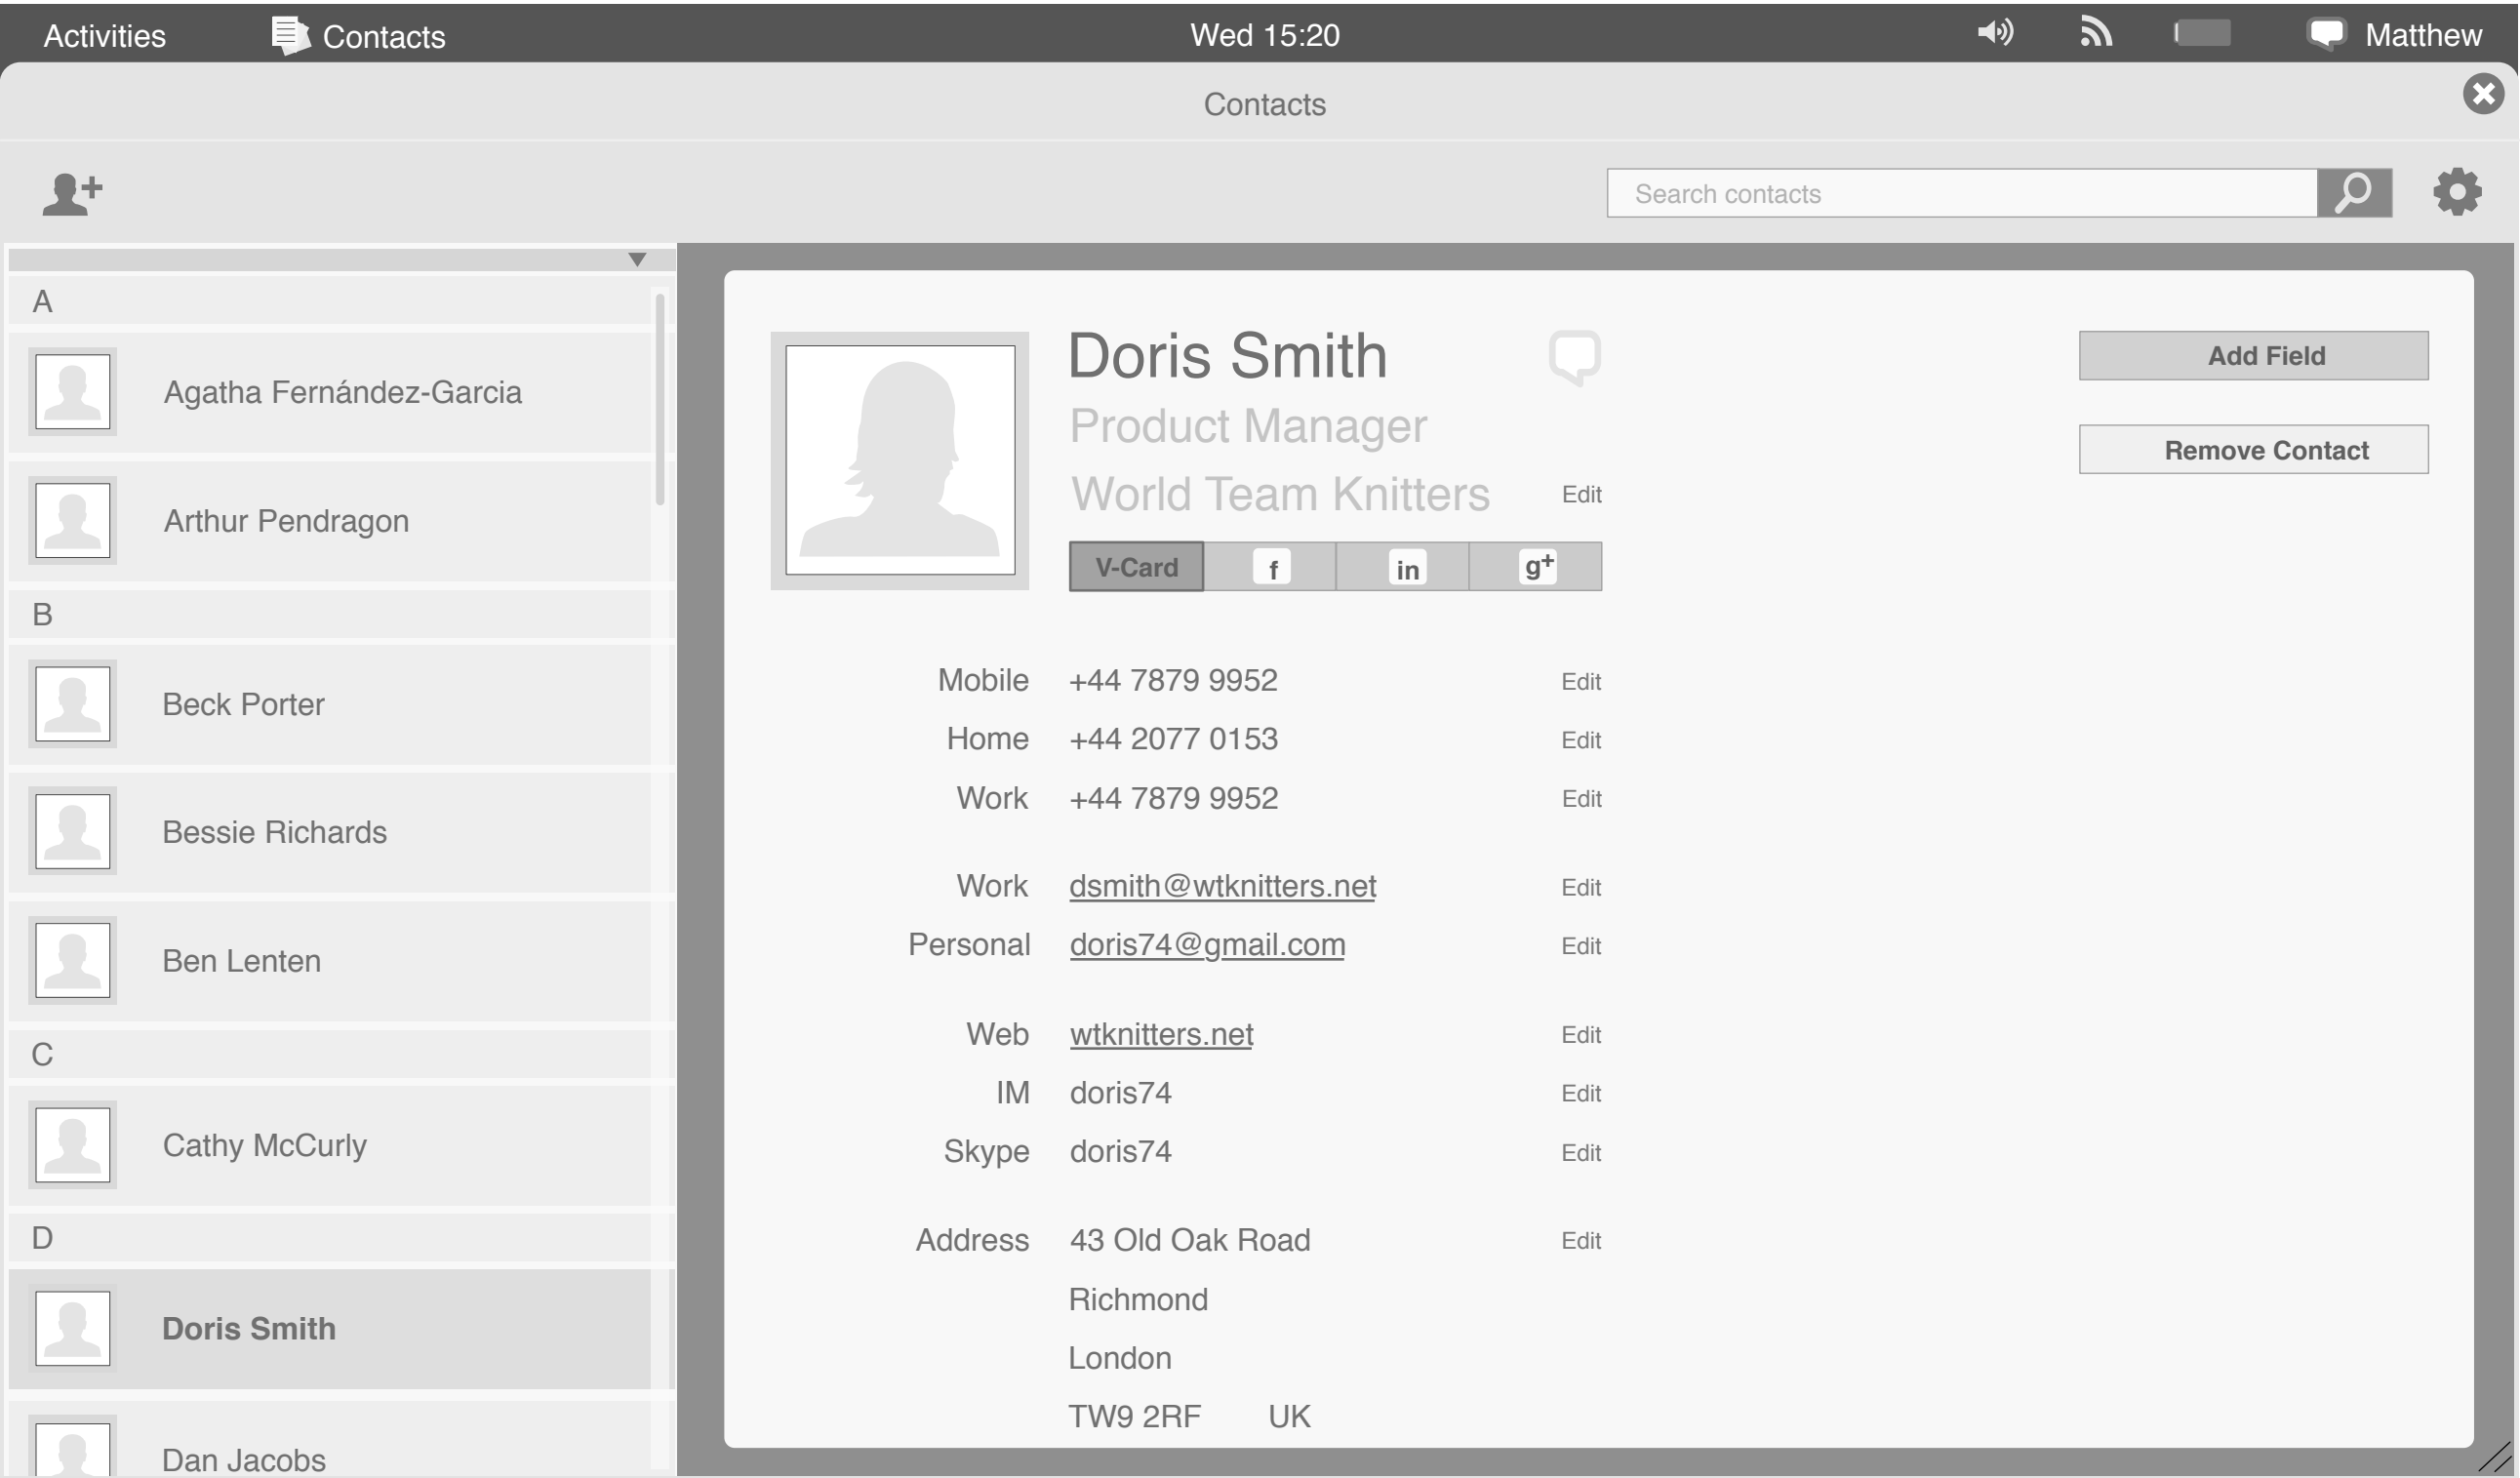 Activities
Contacts
Wed 15:20
Matthew
Contacts
Search contacts
A
Agatha Fernández-Garcia
Arthur Pendragon
B
Beck Porter
Bessie Richards
Ben Lenten
C
Cathy McCurly
D
Doris Smith
Dan Jacobs
Doris Smith
Product Manager
World Team Knitters Edit
V-Card f in g+
Add Field
Remove Contact
Mobile +44 7879 9952 Edit
Home +44 2077 0153 Edit
Work +44 7879 9952 Edit
Work dsmith@wtknitters.net Edit
Personal doris74@gmail.com Edit
Web wtknitters.net Edit
IM doris74 Edit
Skype doris74 Edit
Address 43 Old Oak Road Edit
Richmond
London
TW9 2RF UK